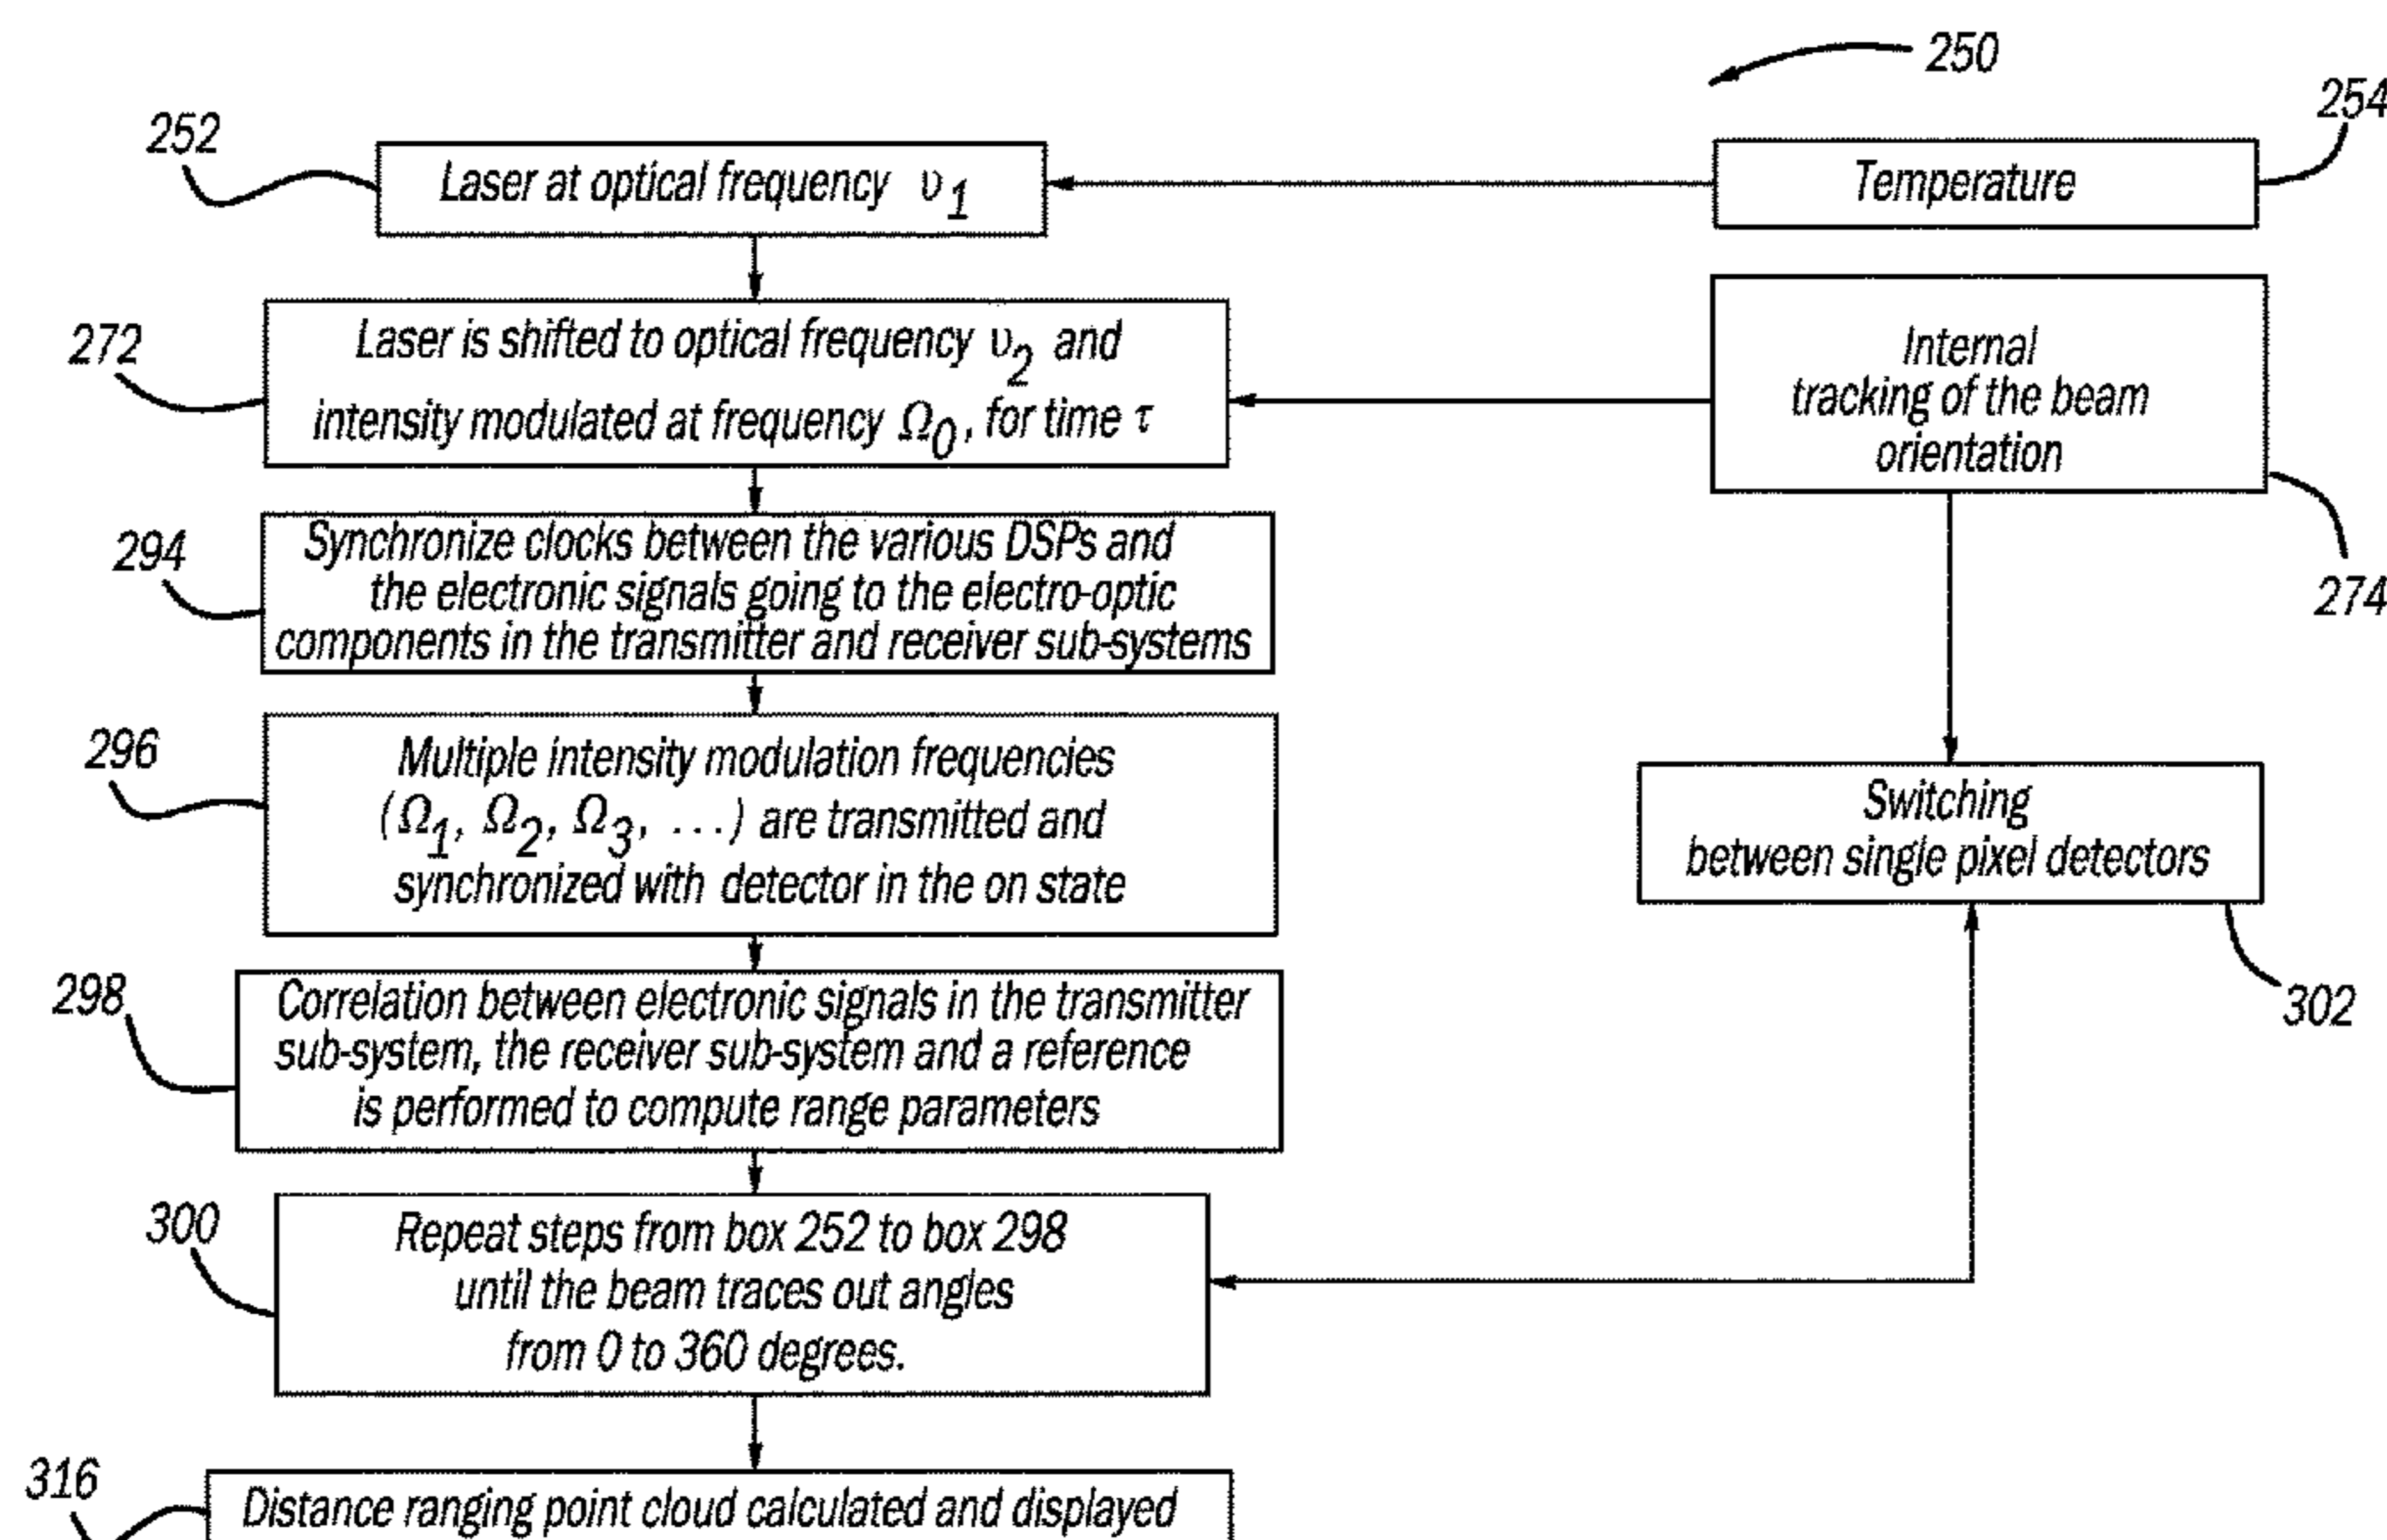 250
254
252
Laser at optical frequency υ1
Temperature
272
Laser is shifted to optical frequency υ2 and
intensity modulated at frequency Ω0, for time τ
Internal
tracking of the beam
orientation
274
294
Synchronize clocks between the various DSPs and
the electronic signals going to the electro-optic
components in the transmitter and receiver sub-systems
296
Multiple intensity modulation frequencies
(Ω1, Ω2, Ω3, ...) are transmitted and
synchronized with detector in the on state
Switching
between single pixel detectors
302
298
Correlation between electronic signals in the transmitter
sub-system, the receiver sub-system and a reference
is performed to compute range parameters
300
Repeat steps from box 252 to box 298
until the beam traces out angles
from 0 to 360 degrees.
316
Distance ranging point cloud calculated and displayed